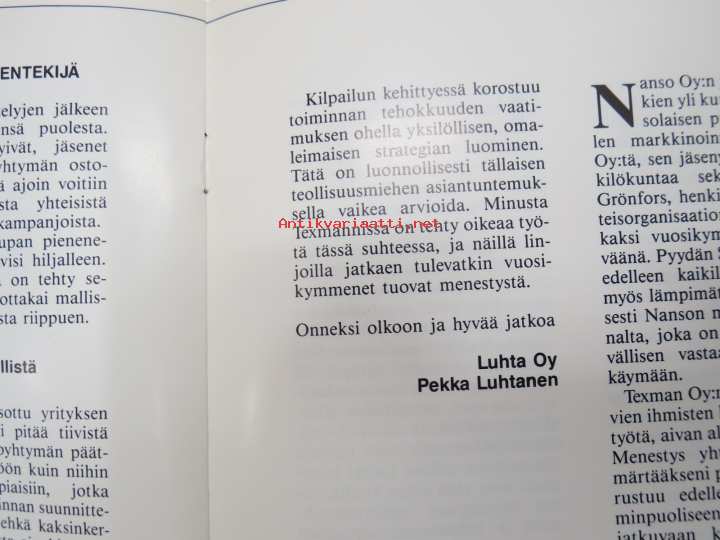 ENTEKIJÄ
elyjen jälkeen
nsä puolesta.
yivät, jäsenet
yhtymän osto-
ä ajoin voitiin
sta yhteisistä
kampanjoista.
upan pienene-
visi hiljalleen.
on tehty se-
ottakai mallis-
sta riippuen.
llistä
sottu yrityksen
i pitää tiivistä
pyhtymän päät-
öön kuin niihin
piaisiin, jotka
nnan suunnitte-
ehkä kaksinker-
Kilpailun kehittyessä korostuu
toiminnan tehokkuuden vaati-
muksen ohella yksilöllisen, oma-
leimaisen strategian luominen.
Tätä on luonnollisesti tällaisen
teollisuusmiehen asiantuntemuk-
sella vaikea arvioida. Minusta
Antikvariaatti.net
Texmannissa on tehty oikeaa työ-
tä tässä suhteessa, ja näillä lin-
joilla jatkaen tulevatkin vuosi-
kymmenet tuovat menestystä.
Onneksi olkoon ja hyvää jatkoa
Luhta Oy
Pekka Luhtanen
Nanso Oy:n
kien yli ku
solaisen p
len markkinoin
Oy:tä, sen jäseny
kilökuntaa sek
Grönfors, henki
teisorganisaation
kaksi vuosikym
väänä. Pyydän S
edelleen kaikil
myös lämpimät
sesti Nanson m
nalta, joka on
vällisen vastaa
käymään.
Texman Oy:n
vien ihmisten
työtä, aivan al
Menestys yht
märtääkseni p
rustuu edelle
minpuoliseen
jatkuvaan k